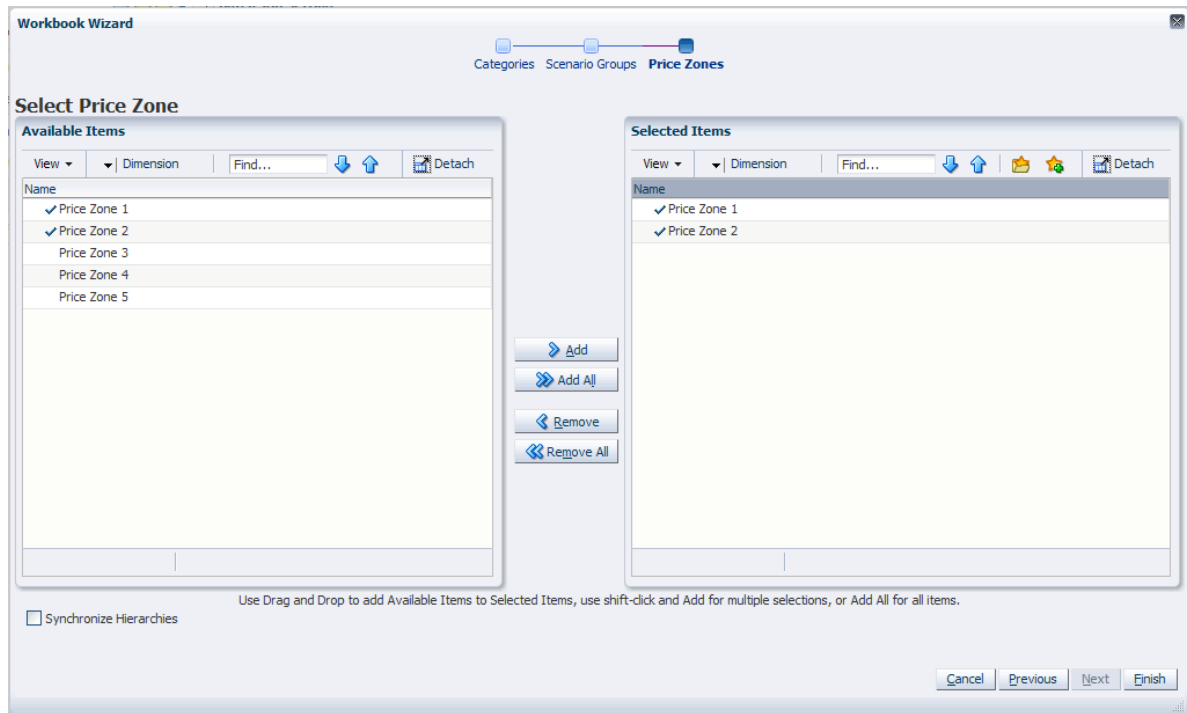 Workbook Wizard
Categories Scenario Groups Price Zones
Select Price Zone
Available Items
View Dimension Find... Detach
Name
Price Zone 1
Price Zone 2
Price Zone 3
Price Zone 4
Price Zone 5
Add
Add All
Remove
Remove All
Selected Items
View Dimension Find... Detach
Name
Price Zone 1
Price Zone 2
Use Drag and Drop to add Available Items to Selected Items, use shift-click and Add for multiple selections, or Add All for all items.
Synchronize Hierarchies
Cancel Previous Next Finish